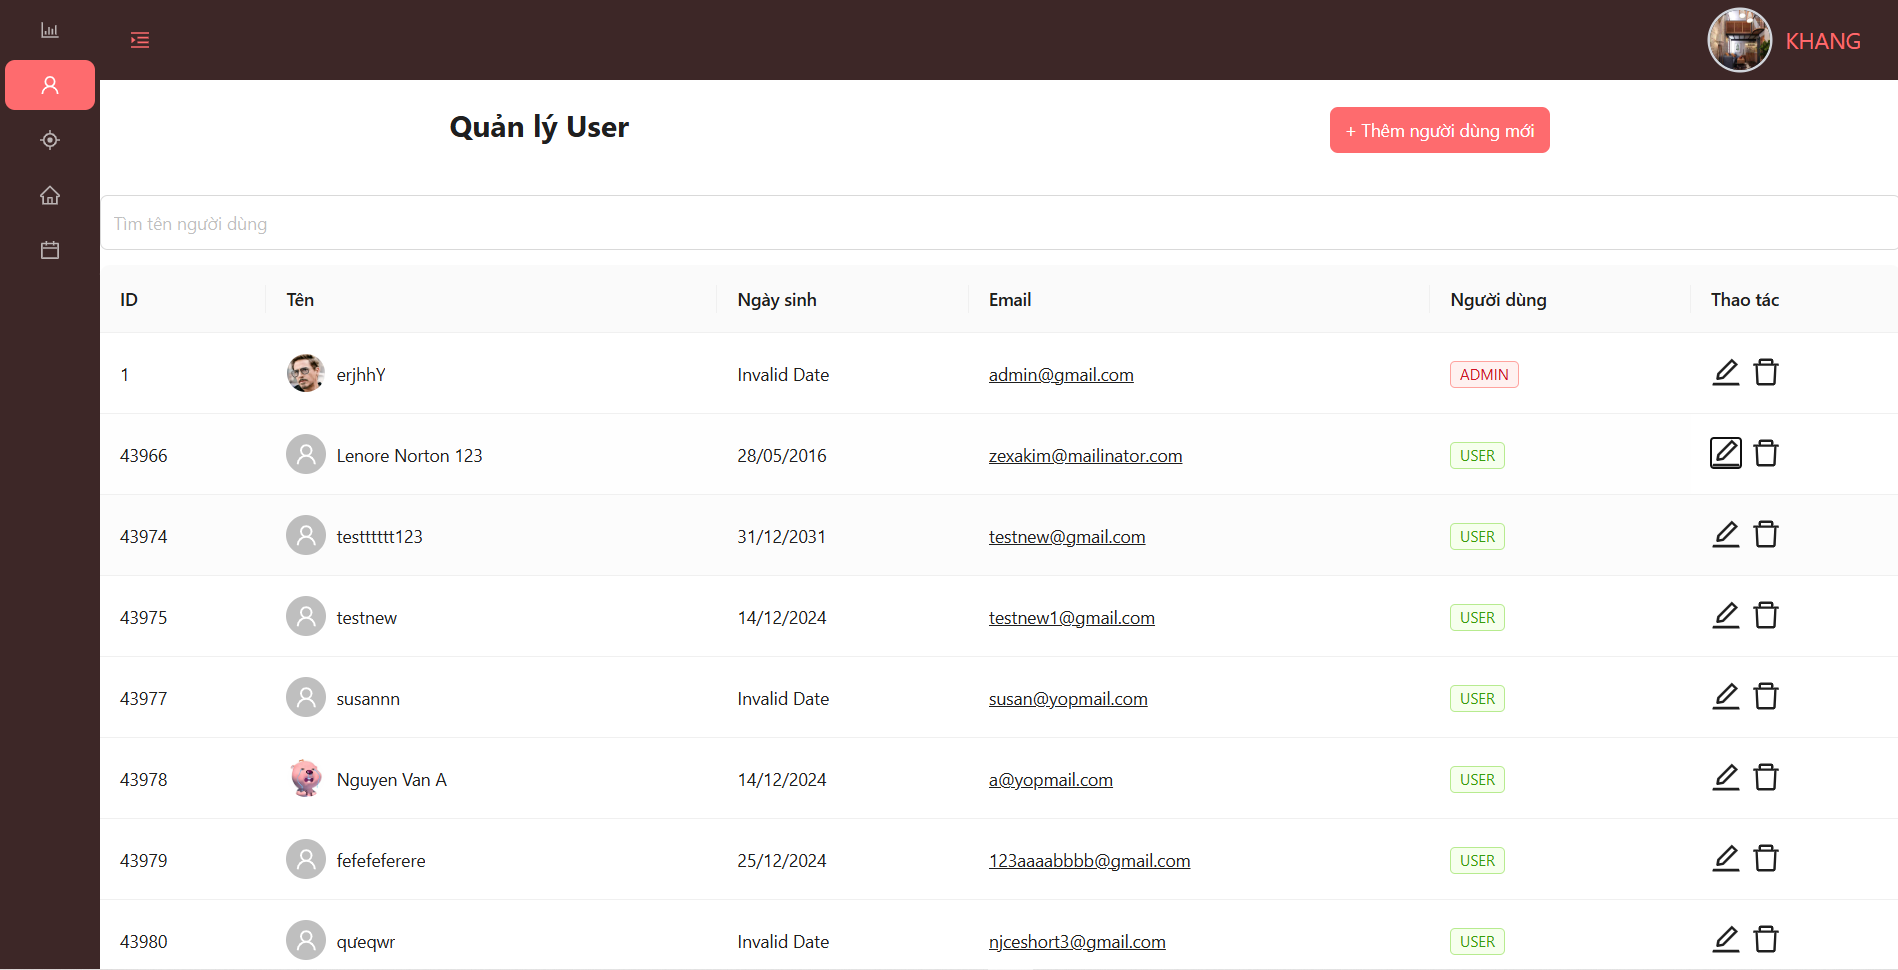 KHANG
Quản lý User
+ Thêm người dùng mới
Tìm tên người dùng
ID Tên Ngày sinh Email Người dùng Thao tác
1 erjhhY Invalid Date admin@gmail.com ADMIN
43966 Lenore Norton 123 28/05/2016 zexakim@mailinator.com USER
43974 testttttt123 31/12/2031 testnew@gmail.com USER
43975 testnew 14/12/2024 testnew1@gmail.com USER
43977 susannn Invalid Date susan@yopmail.com USER
43978 Nguyen Van A 14/12/2024 a@yopmail.com USER
43979 fefefeferere 25/12/2024 123aaaabbbb@gmail.com USER
43980 qưeqwr Invalid Date njceshort3@gmail.com USER